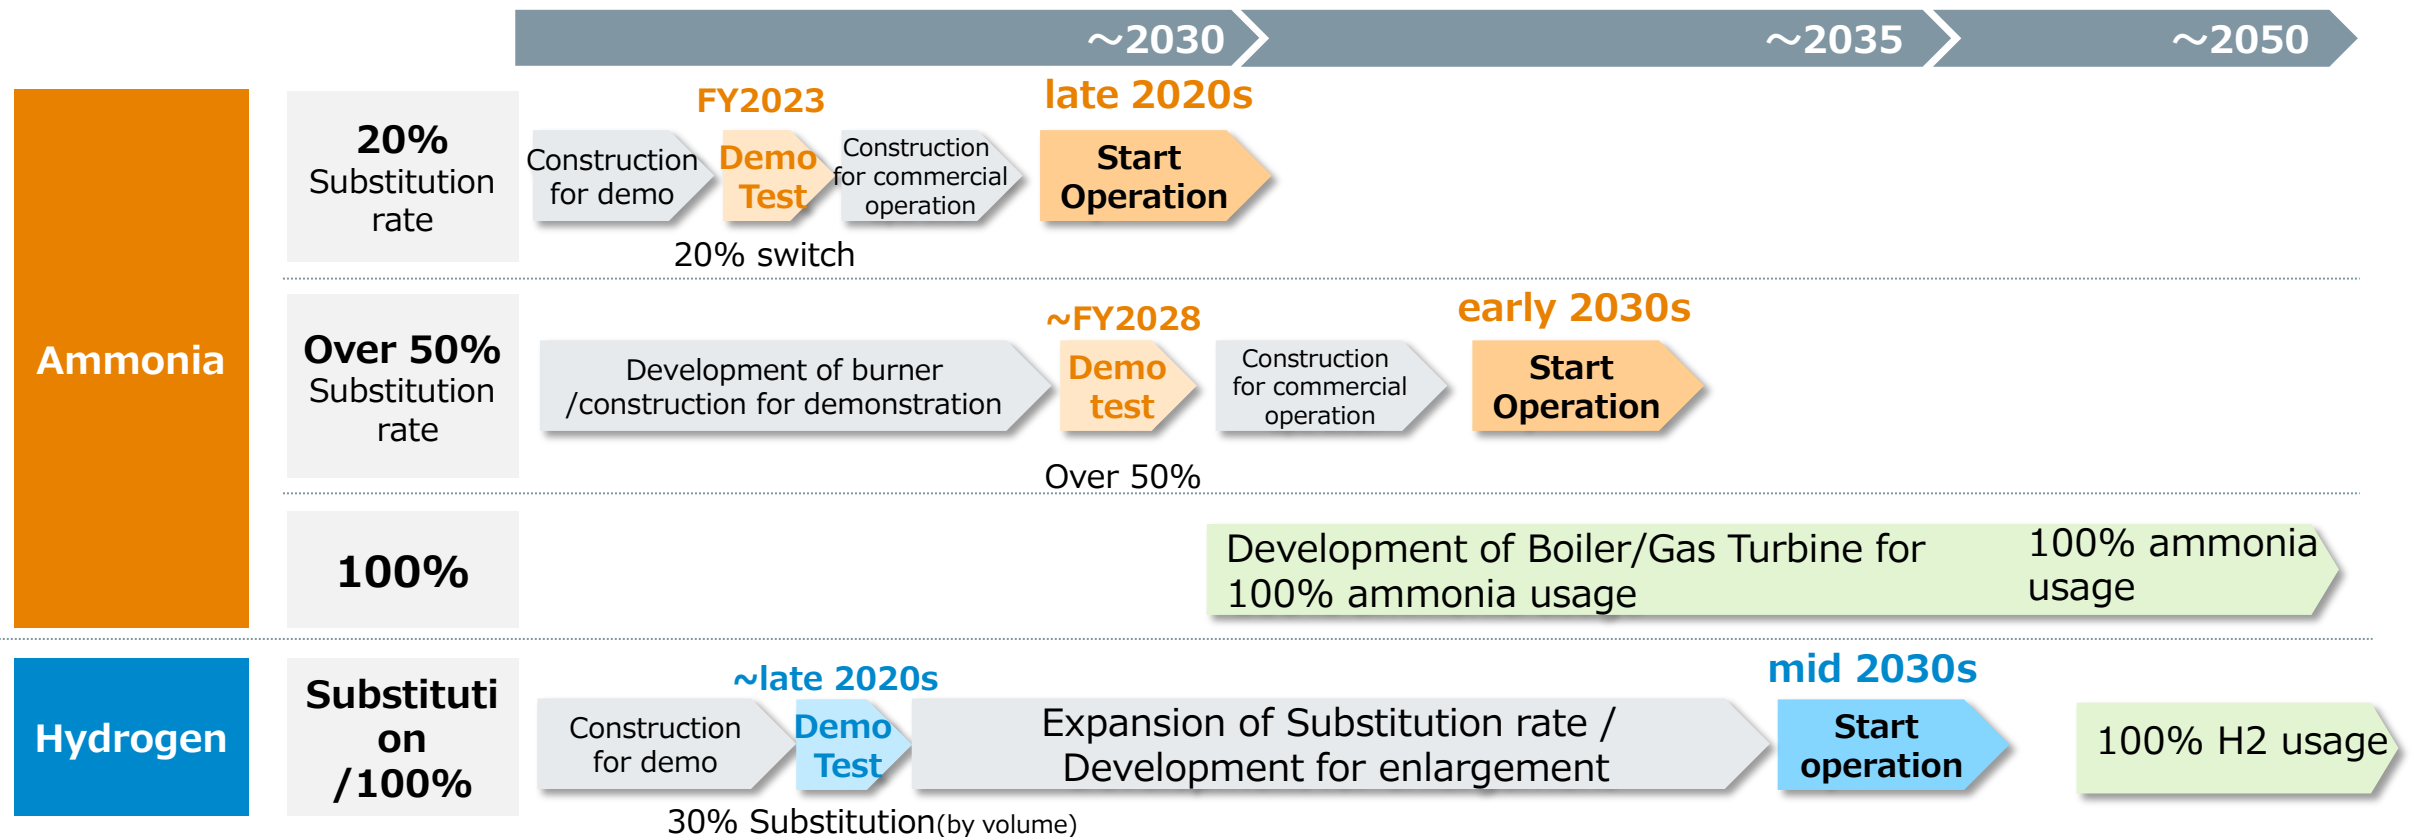 ～2030
～2035
～2050
Ammonia
20%
Substitution
rate
Construction
for demo
FY2023
Demo
Test
20% switch
Construction
for commercial
operation
late 2020s
Start
Operation
Over 50%
Substitution
rate
Development of burner
/construction for demonstration
~FY2028
Demo
test
Over 50%
Construction
for commercial
operation
early 2030s
Start
Operation
100%
Development of Boiler/Gas Turbine for
100% ammonia usage
100% ammonia
usage
Hydrogen
Substituti
on
/100%
Construction
for demo
~late 2020s
Demo
Test
30% Substitution(by volume)
Expansion of Substitution rate /
Development for enlargement
mid 2030s
Start
operation
100% H2 usage